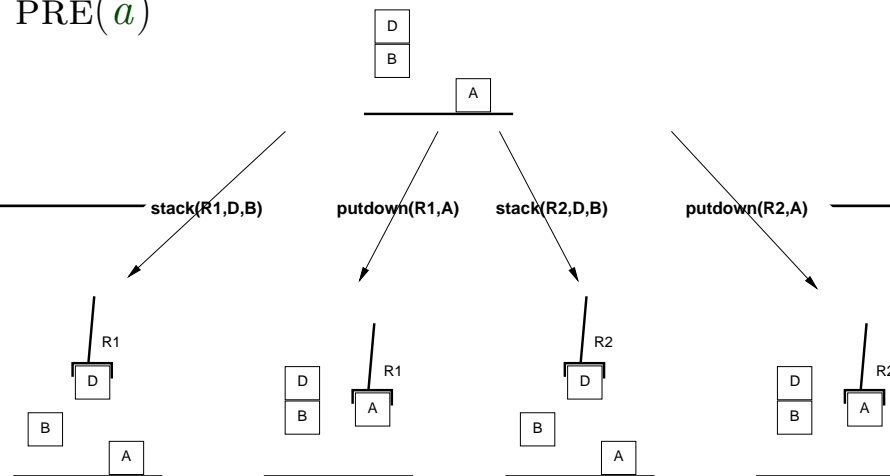 PRE(a)
D
B
A
stack(R1,D,B) putdown(R1,A) stack(R2,D,B) putdown(R2,A)
R1 R2
R1 R2
D D D D
A A
B B B B
A A